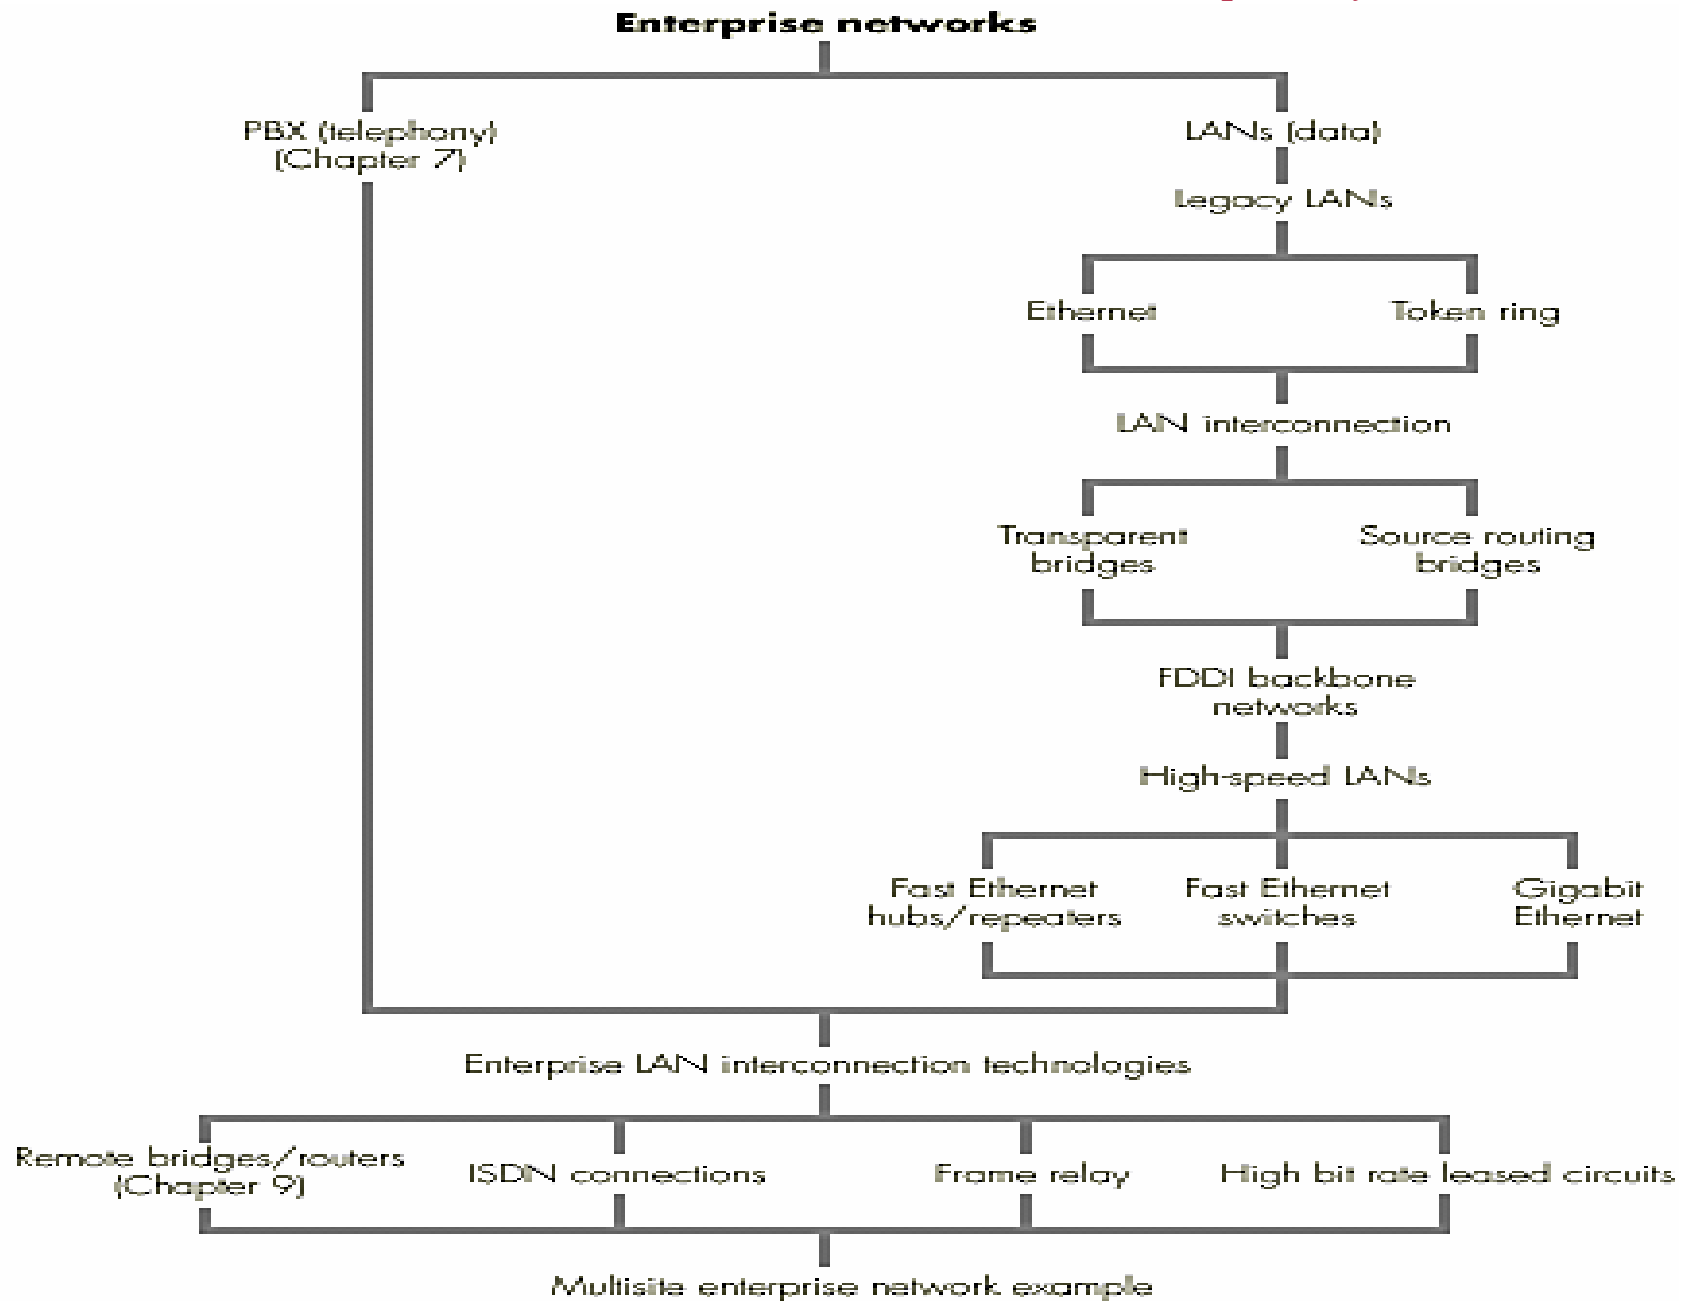 Enterprise networks
PBX (telephony)
(Chapter 7)
LANs (data)
Legacy LANs
Ethernet
Token ring
LAN interconnection
Transparent
bridges
Source routing
bridges
FDDI backbone
networks
High-speed LANs
Fast Ethernet
hubs/repeaters
Fast Ethernet
switches
Gigabit
Ethernet
Enterprise LAN interconnection technologies
Remote bridges/routers
(Chapter 9)
ISDN connections
Frame relay
High bit rate leased circuits
Multisite enterprise network example